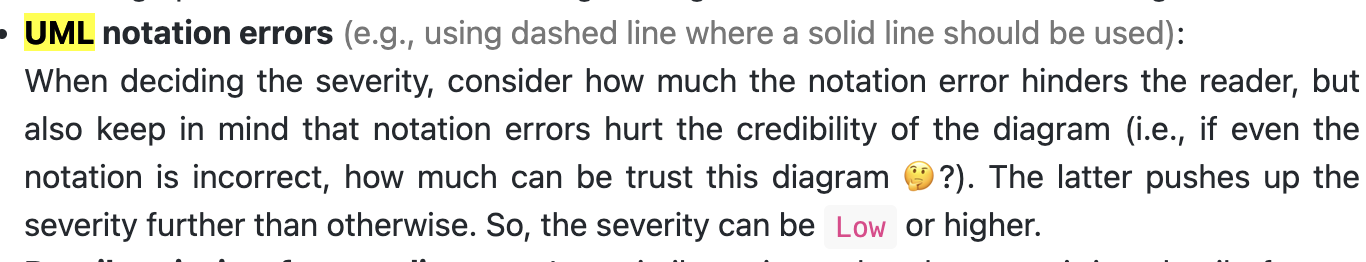 • UML notation errors (e.g., using dashed line where a solid line should be used):
When deciding the severity, consider how much the notation error hinders the reader, but
also keep in mind that notation errors hurt the credibility of the diagram (i.e., if even the
notation is incorrect, how much can be trust this diagram 🤔?). The latter pushes up the
severity further than otherwise. So, the severity can be Low or higher.